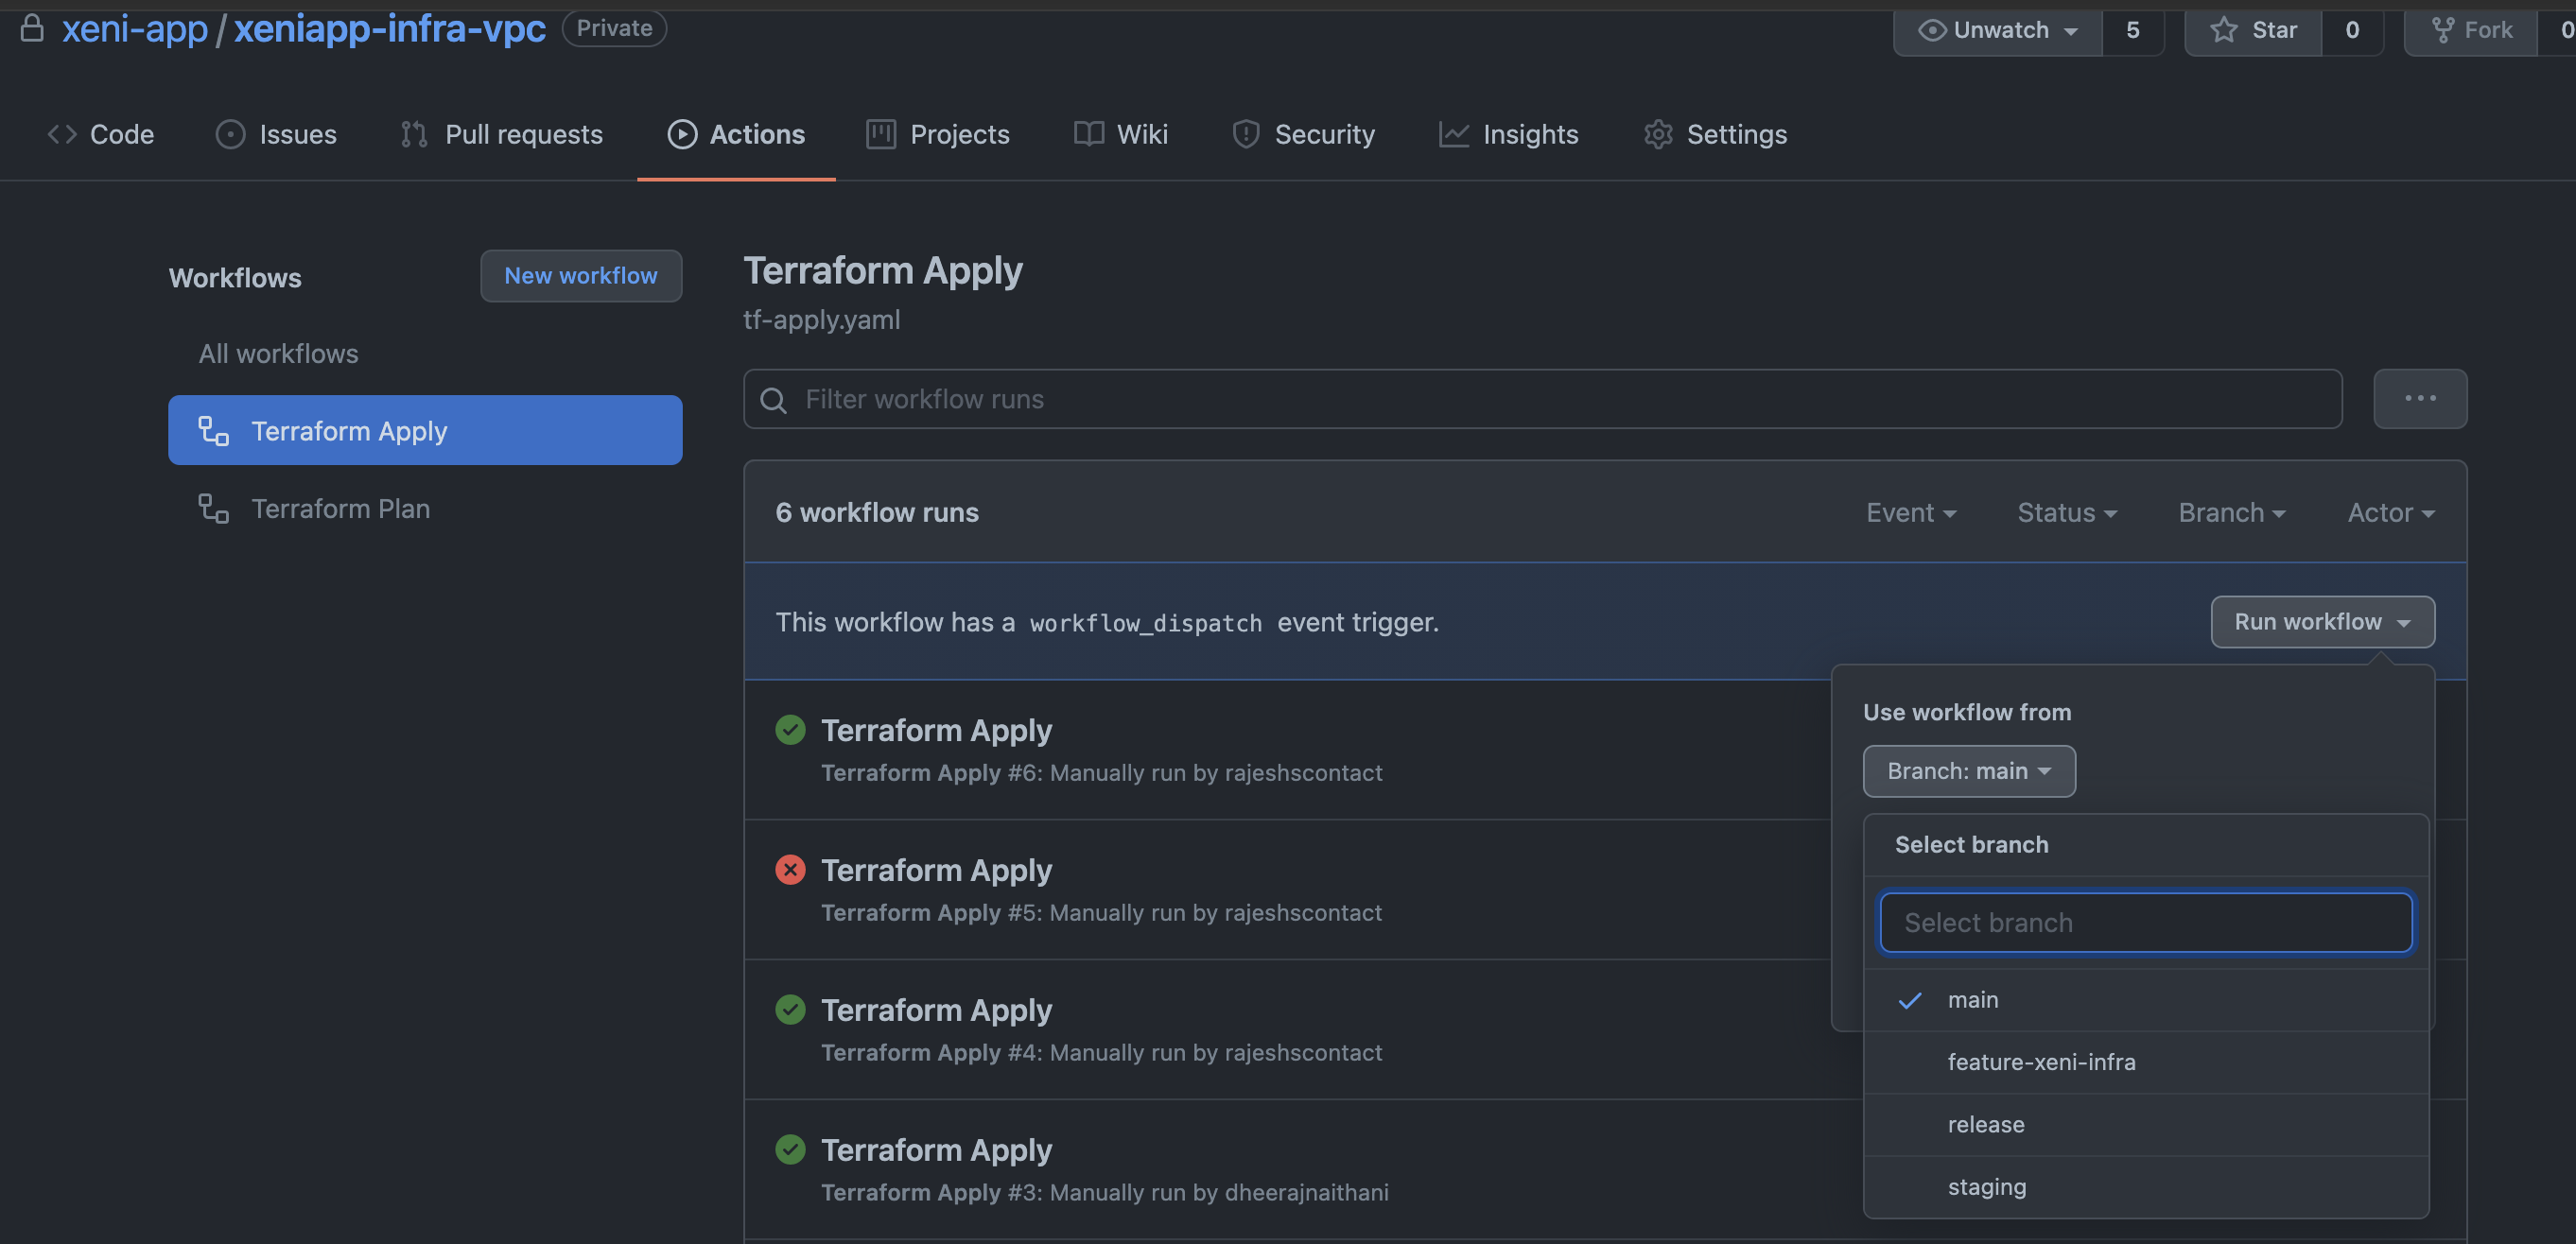 xeni-app / xeniapp-infra-vpc Private Unwatch 5 Star 0 Fork 0
Code Issues Pull requests Actions Projects Wiki Security Insights Settings
Workflows New workflow
All workflows
Terraform Apply
Terraform Plan
Terraform Apply
tf-apply.yaml
Filter workflow runs
6 workflow runs Event Status Branch Actor
This workflow has a workflow_dispatch event trigger. Run workflow
Terraform Apply
Terraform Apply #6: Manually run by rajeshscontact
Terraform Apply
Terraform Apply #5: Manually run by rajeshscontact
Terraform Apply
Terraform Apply #4: Manually run by rajeshscontact
Terraform Apply
Terraform Apply #3: Manually run by dheerajnaithani
Use workflow from
Branch: main
Select branch
Select branch
main
feature-xeni-infra
release
staging